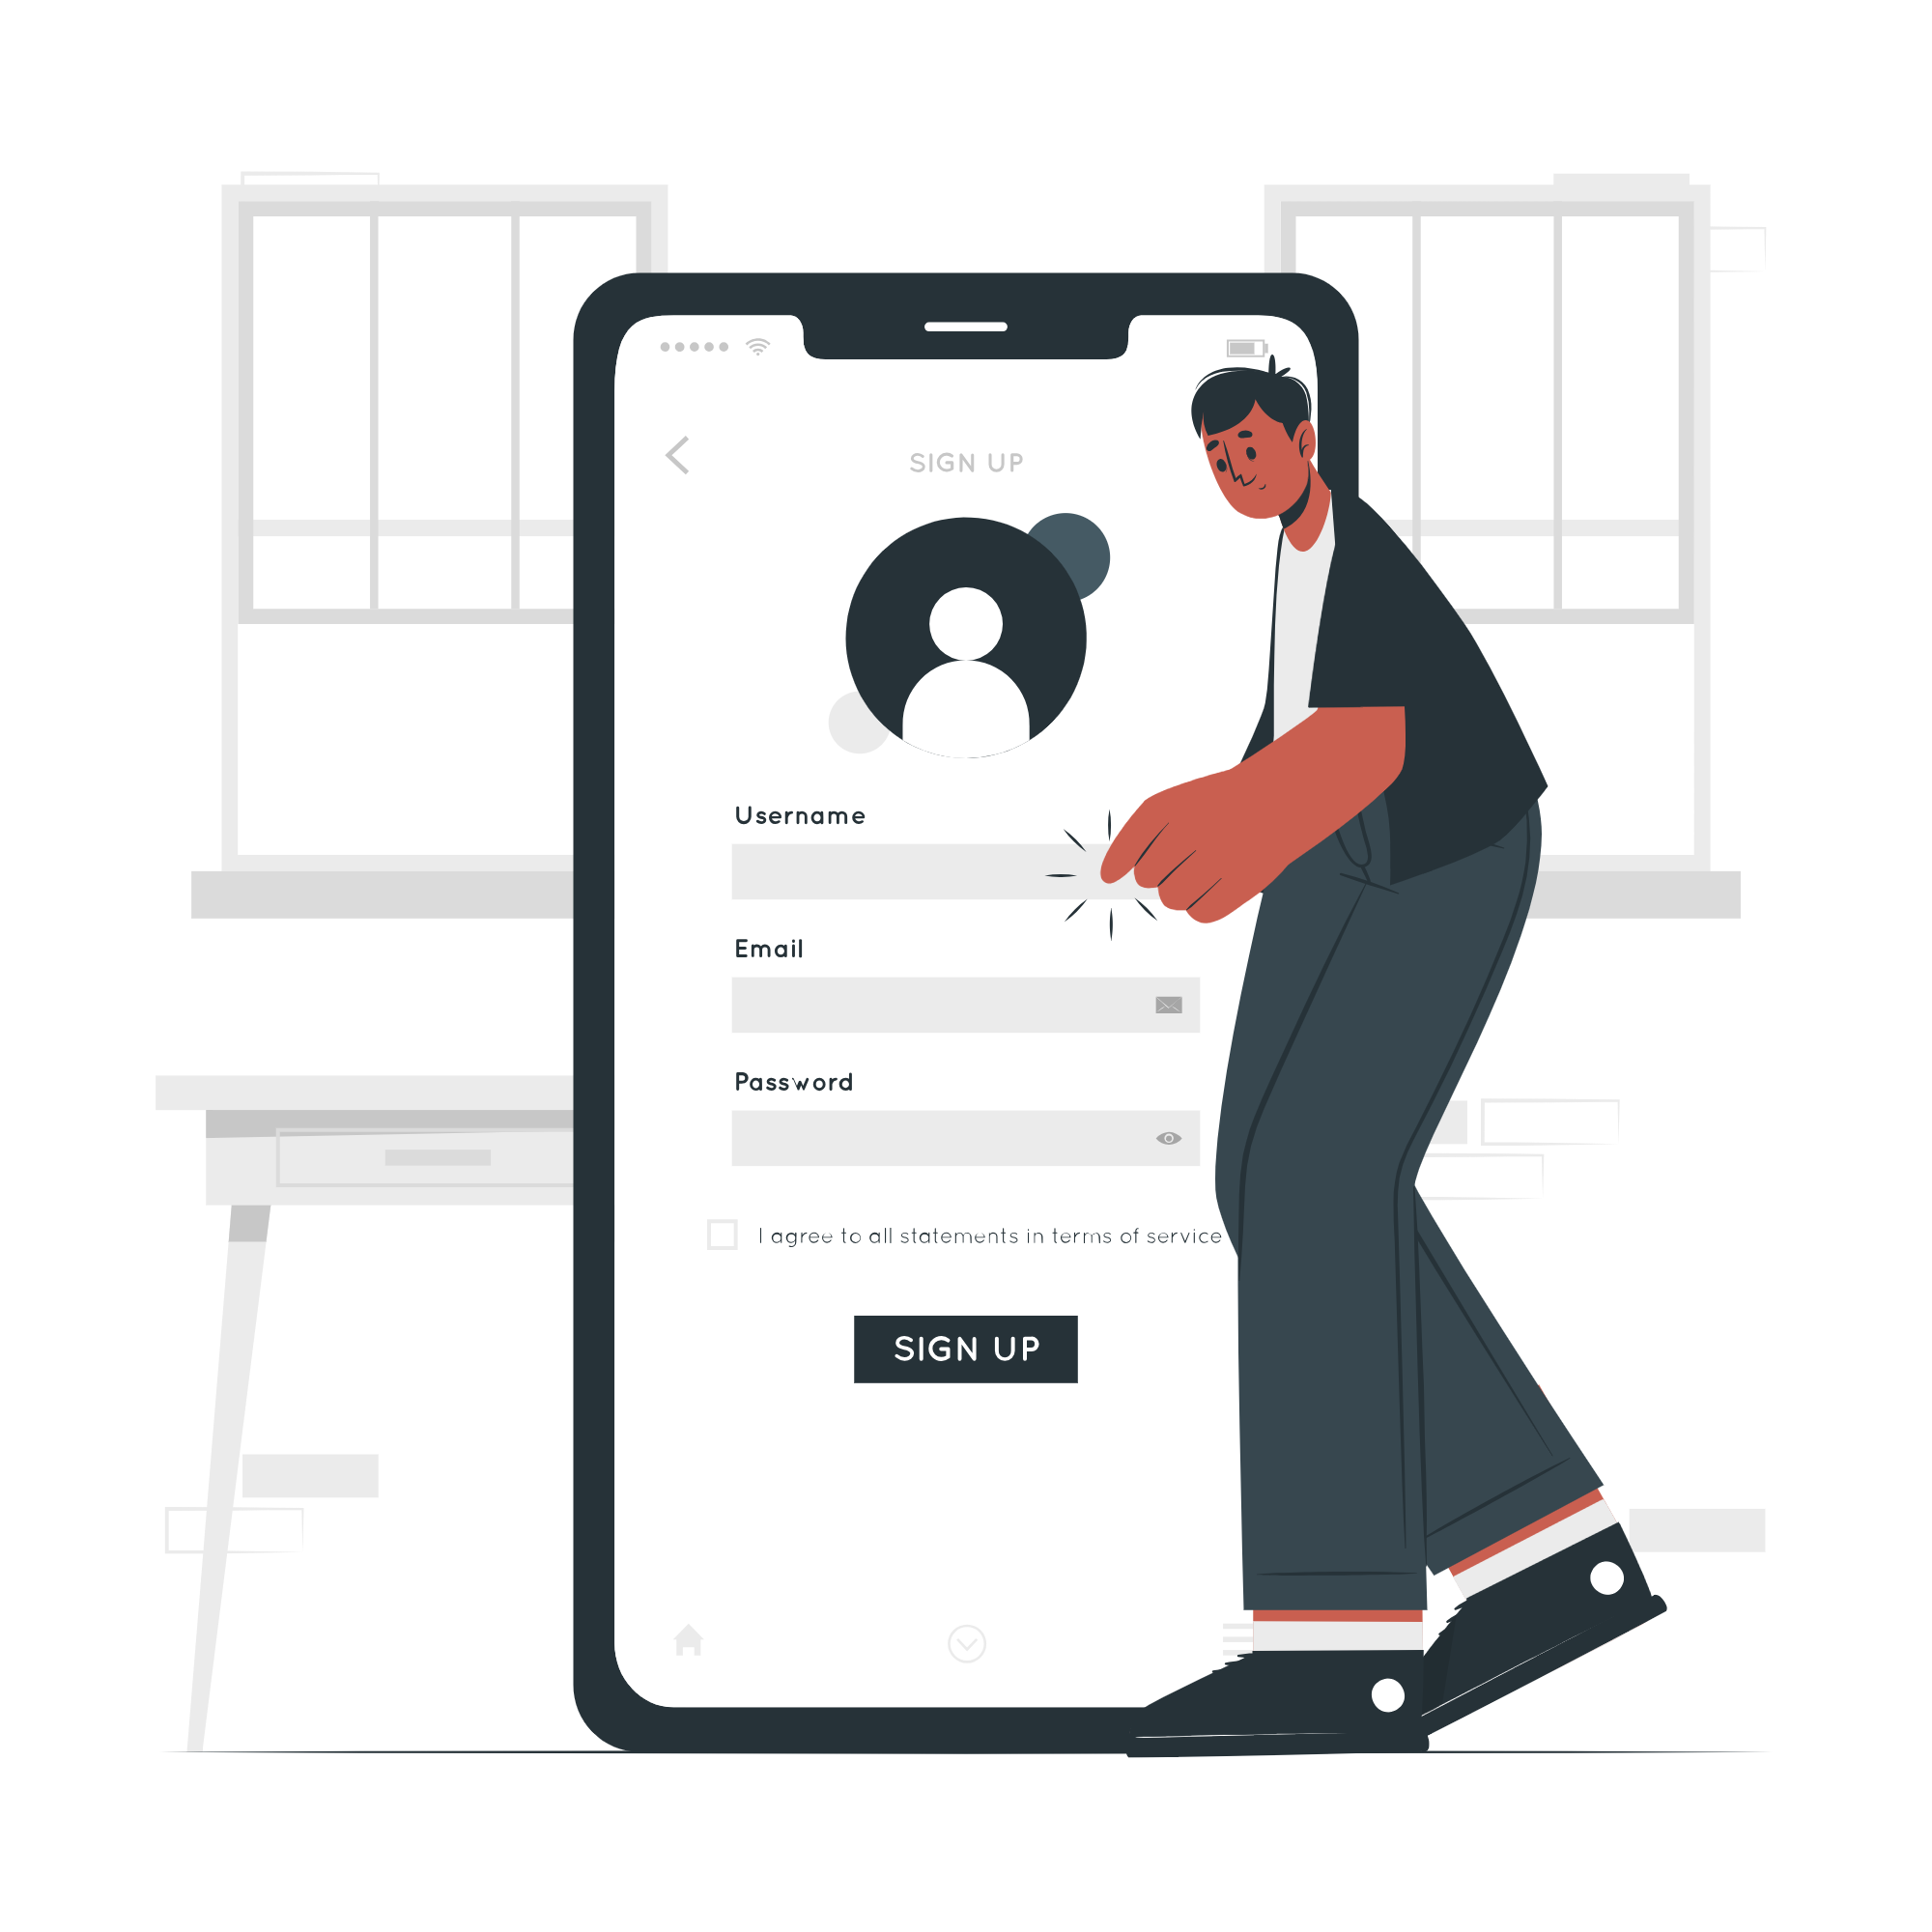 SIGN UP
Username
Email
Password
I agree to all statements in terms of service
SIGN UP